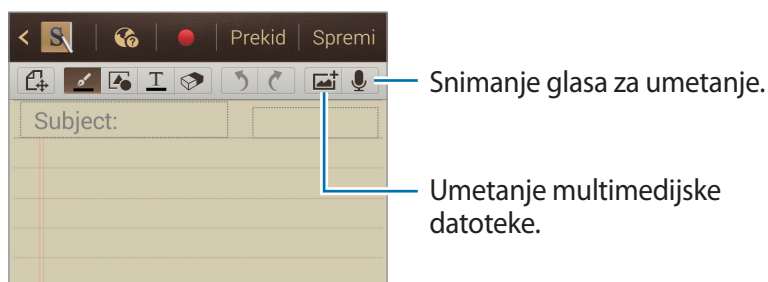 Prekid Spremi
Snimanje glasa za umetanje.
Subject:
Umetanje multimedijske
datoteke.